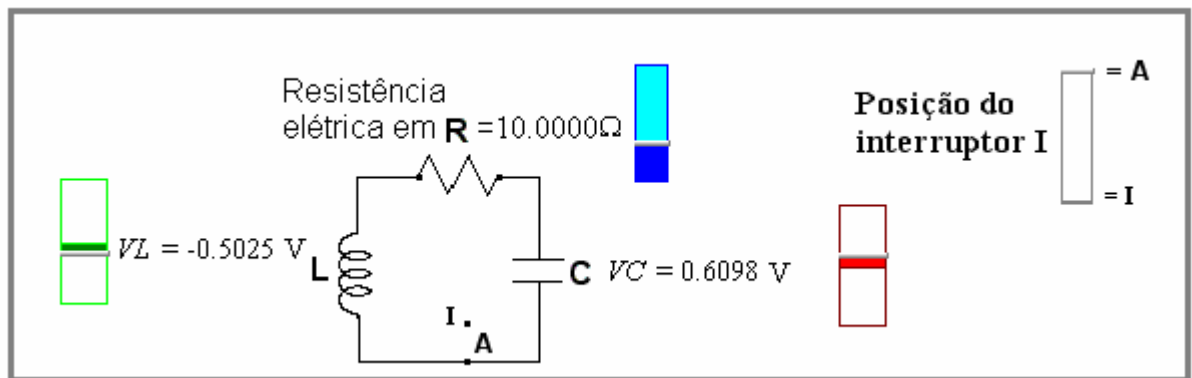 Resistência
elétrica em R =10.0000Ω
Posição do
interruptor I
= A
= I
VL = -0.5025 V
L
C
VC = 0.6098 V
I
A